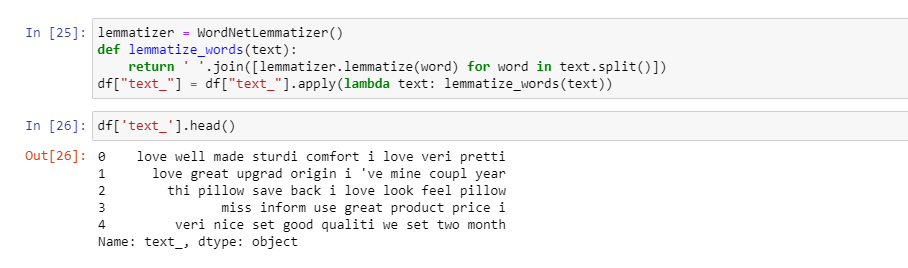 In [25]: lemmatizer = WordNetLemmatizer()
def lemmatize_words(text):
    return ' '.join([lemmatizer.lemmatize(word) for word in text.split()])
df["text_"] = df["text_"].apply(lambda text: lemmatize_words(text))
In [26]: df['text_'].head()
Out[26]: 0    love well made sturdi comfort i love veri pretti
1    love great upgrad origin i 've mine coupl year
2    thi pillow save back i love look feel pillow
3    miss inform use great product price i
4    veri nice set good qualiti we set two month
Name: text_, dtype: object